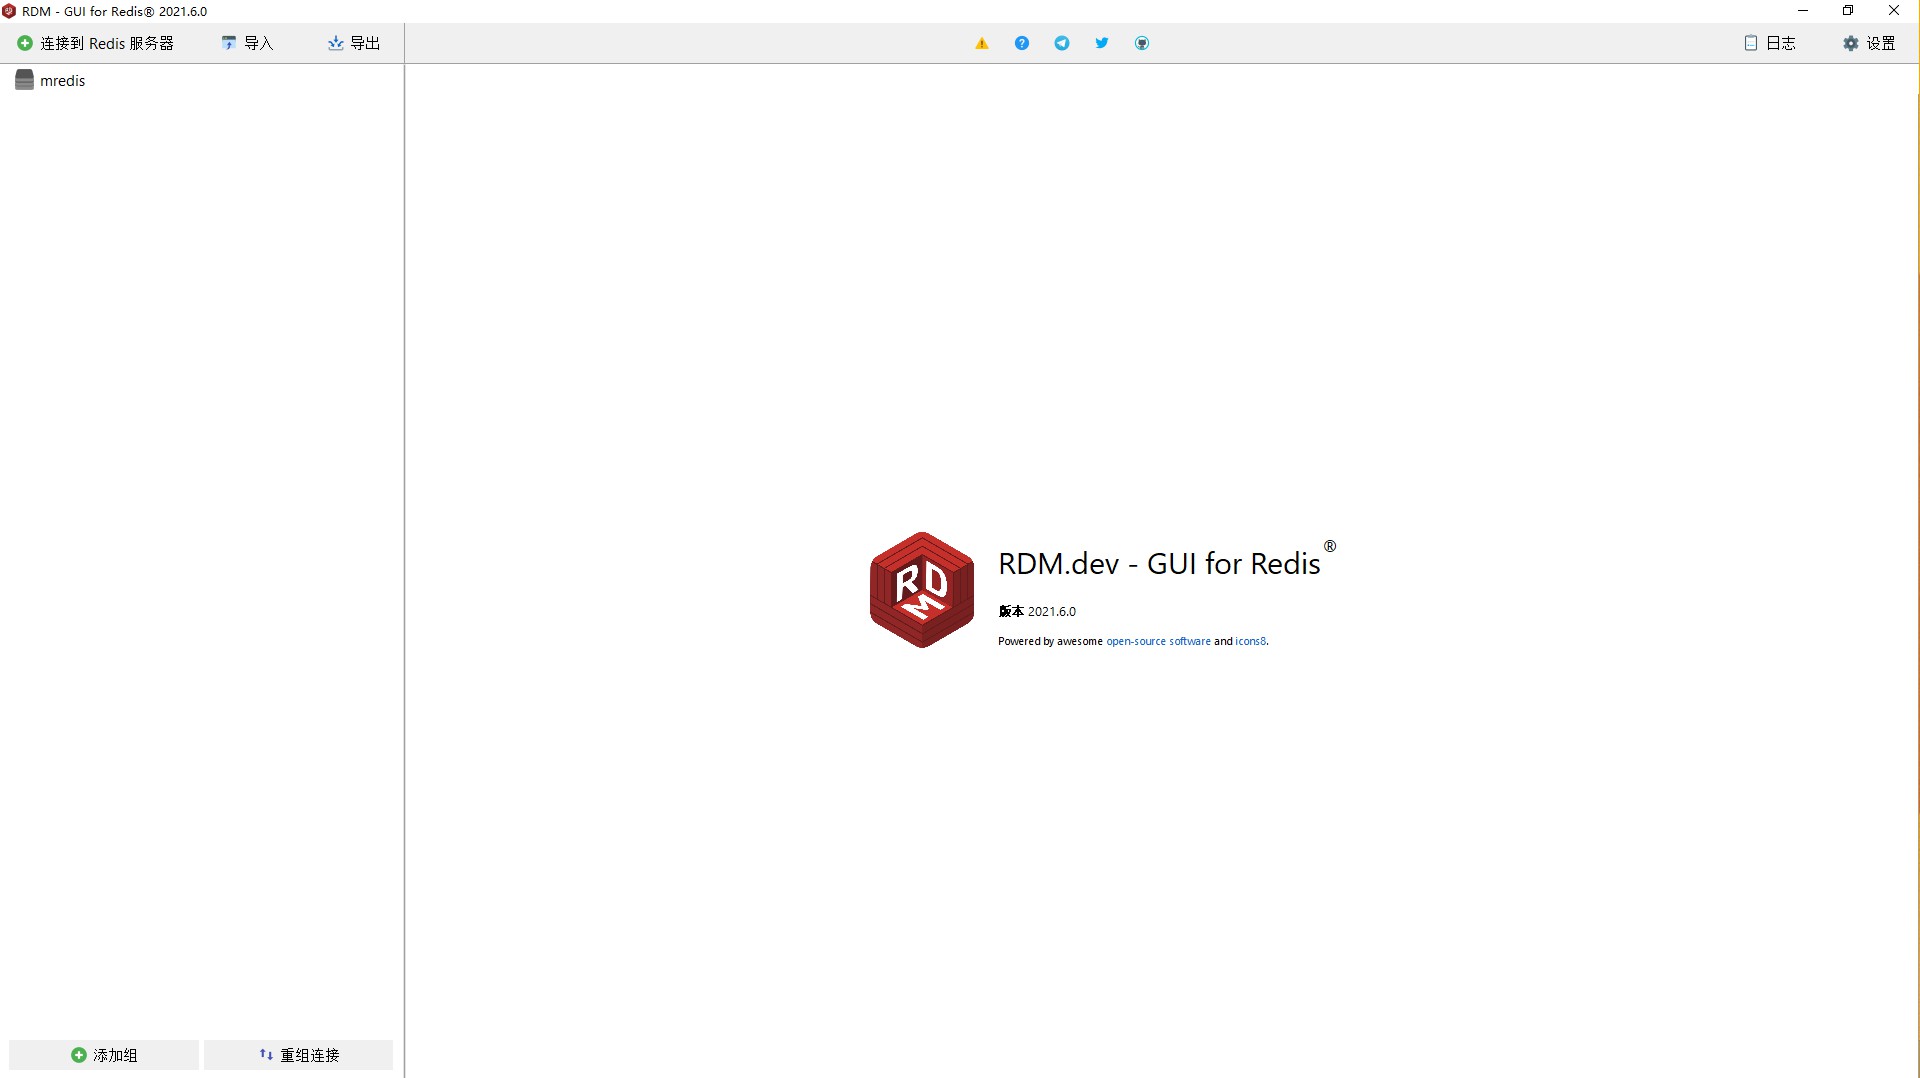 RDM - GUI for Redis® 2021.6.0
连接到 Redis 服务器 导入 导出 日志 设置
mredis
RDM
RDM.dev - GUI for Redis®
版本 2021.6.0
Powered by awesome open-source software and icons8.
添加组 重组连接